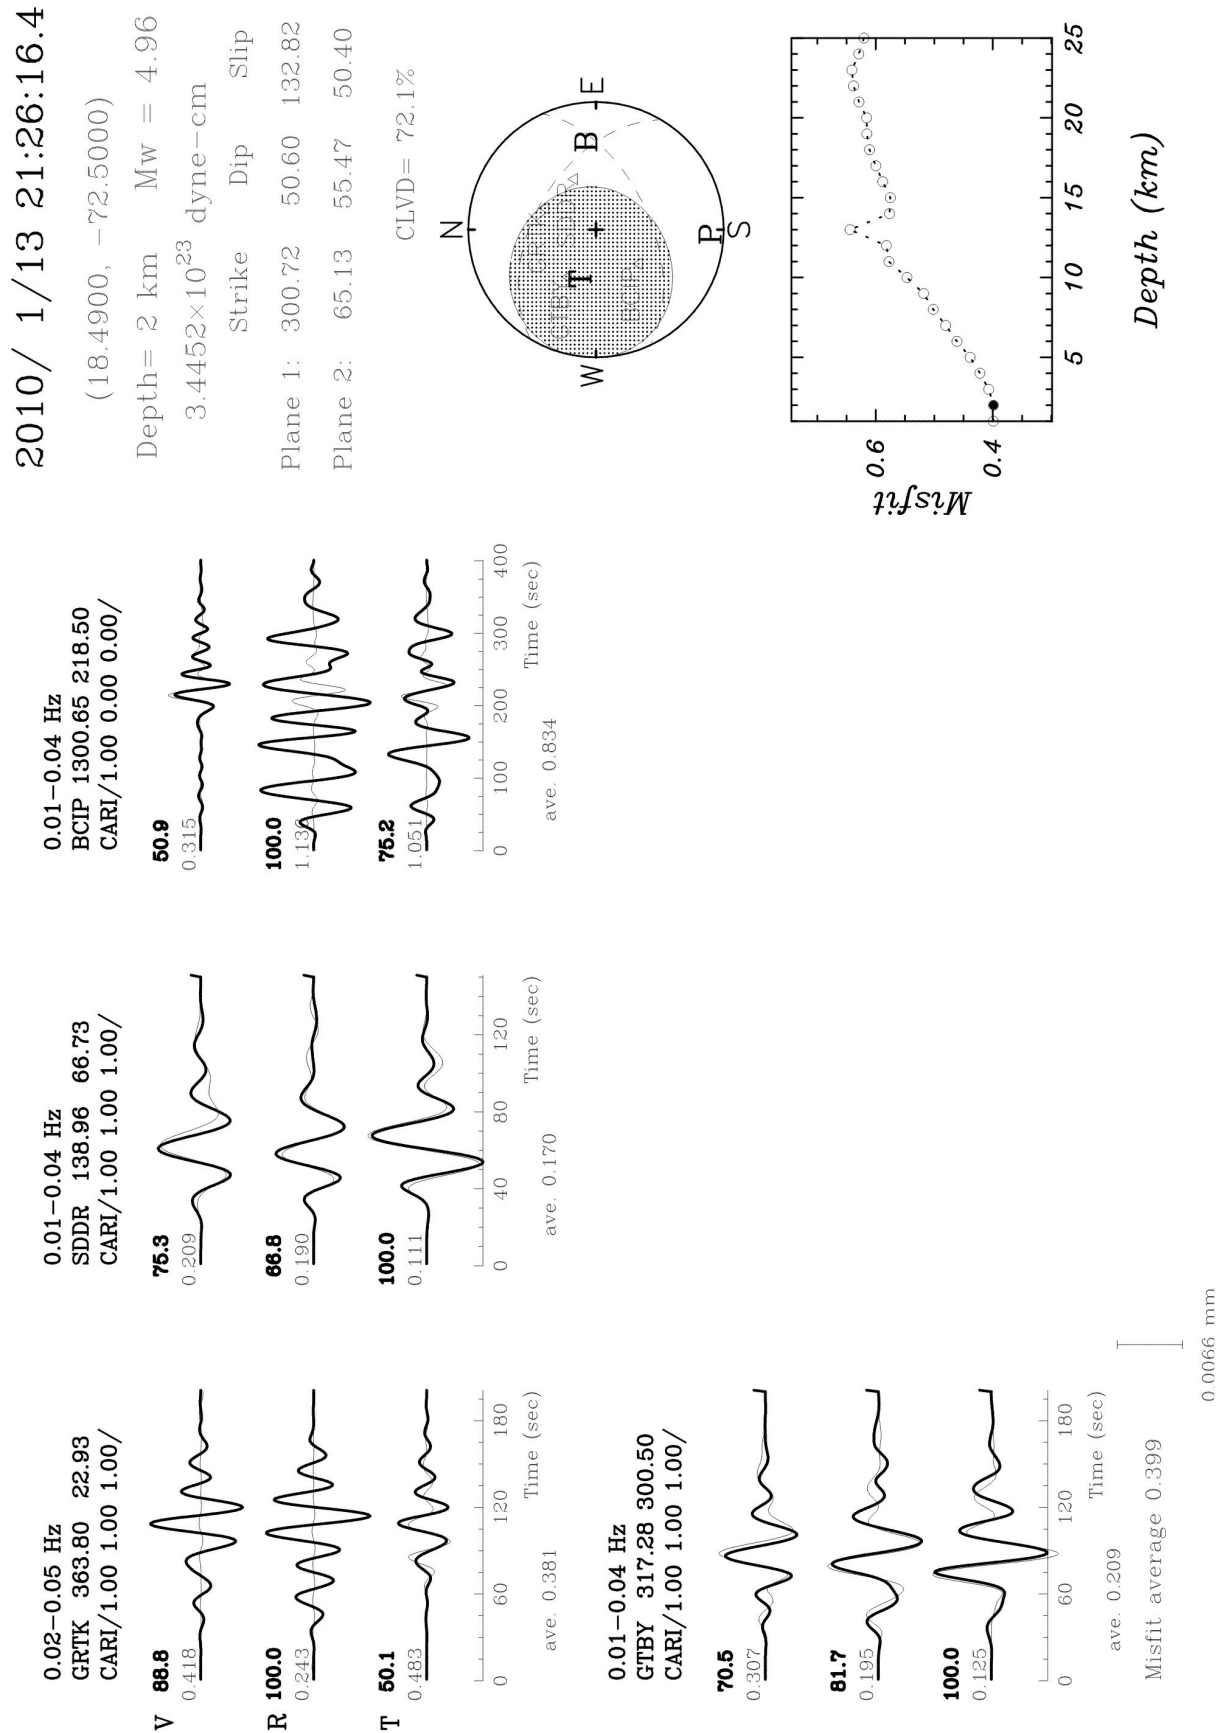 2010/ 1/13 21:26:16.4
(18.4900, -72.5000)
Depth= 2 km Mw = 4.96
3.4452×10^23 dyne-cm
Strike Dip Slip
Plane 1: 300.72 50.60 132.82
Plane 2: 65.13 55.47 50.40
CLVD= 72.1%
N
E
S
W
P
T
B
GRTK
SDDR
GTBY
BCIP
Misfit
0.6
0.4
5 10 15 20 25
Depth (km)
0.02-0.05 Hz
GRTK 363.80 22.93
CARI/1.00 1.00 1.00/
V 88.8
0.418
R 100.0
0.243
T 50.1
0.483
0 60 120 180
Time (sec)
ave. 0.381
0.01-0.04 Hz
SDDR 138.96 66.73
CARI/1.00 1.00 1.00/
75.3
0.209
66.8
0.190
100.0
0.111
0 40 80 120
Time (sec)
ave. 0.170
0.01-0.04 Hz
BCIP 1300.65 218.50
CARI/1.00 0.00 0.00/
50.9
0.315
100.0
75.2
1.051
0 100 200 300 400
Time (sec)
ave. 0.834
0.01-0.04 Hz
GTBY 317.28 300.50
CARI/1.00 1.00 1.00/
70.5
0.307
81.7
0.195
100.0
0.125
0 60 120 180
Time (sec)
ave. 0.209
Misfit average 0.399
0.0066 mm